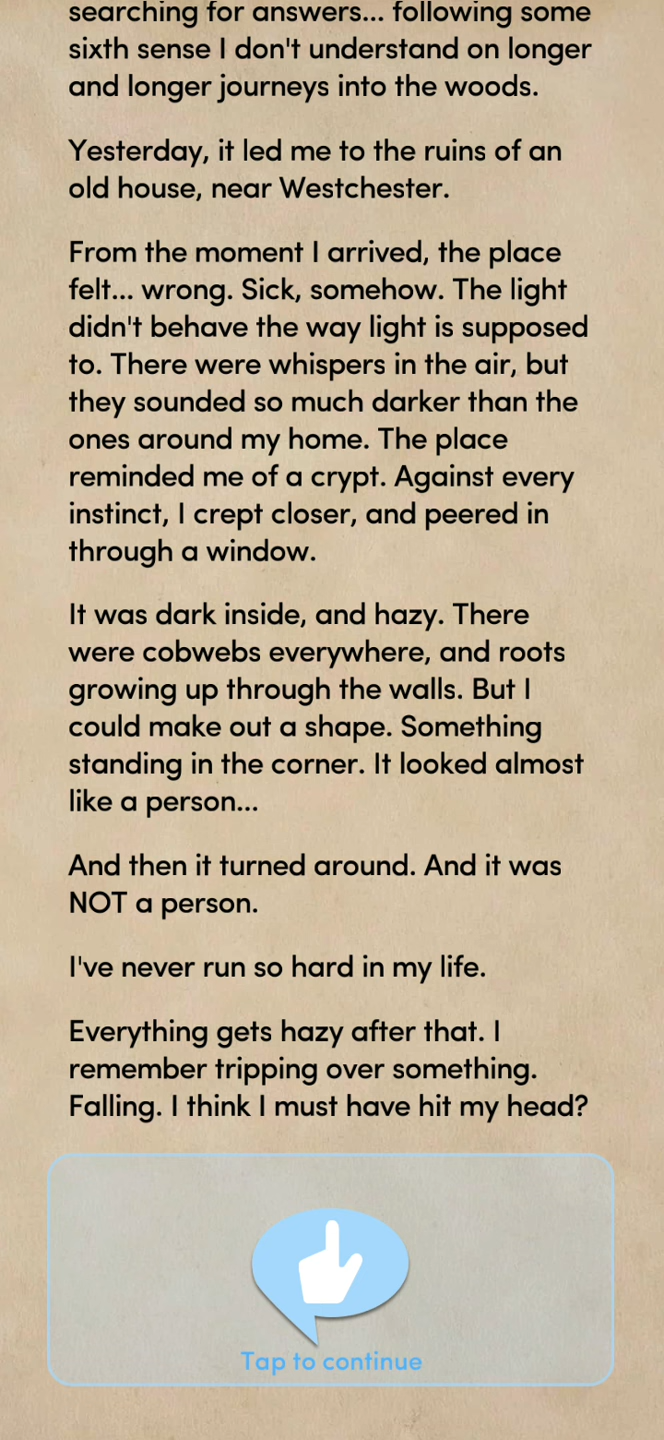 searching for answers... following some
sixth sense I don't understand on longer
and longer journeys into the woods.
Yesterday, it led me to the ruins of an
old house, near Westchester.
From the moment I arrived, the place
felt... wrong. Sick, somehow. The light
didn't behave the way light is supposed
to. There were whispers in the air, but
they sounded so much darker than the
ones around my home. The place
reminded me of a crypt. Against every
instinct, I crept closer, and peered in
through a window.
It was dark inside, and hazy. There
were cobwebs everywhere, and roots
growing up through the walls. But I
could make out a shape. Something
standing in the corner. It looked almost
like a person...
And then it turned around. And it was
NOT a person.
I've never run so hard in my life.
Everything gets hazy after that. I
remember tripping over something.
Falling. I think I must have hit my head?
Tap to continue